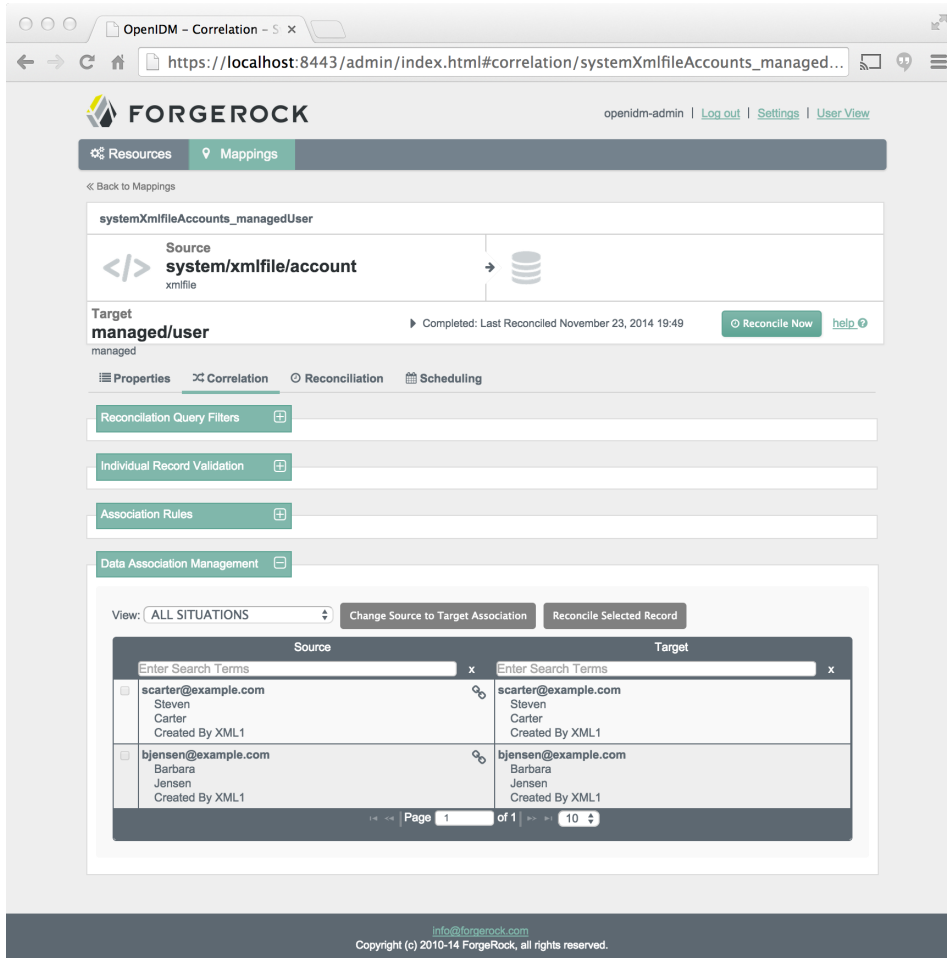 OpenIDM – Correlation – S
https://localhost:8443/admin/index.html#correlation/systemXmlfileAccounts_managed...
FORGEROCK
openidm-admin | Log out | Settings | User View
Resources
Mappings
« Back to Mappings
systemXmlfileAccounts_managedUser
Source
system/xmlfile/account
xmlfile
Target
managed/user
managed
Completed: Last Reconciled November 23, 2014 19:49
Reconcile Now
help
Properties
Correlation
Reconciliation
Scheduling
Reconcilation Query Filters
Individual Record Validation
Association Rules
Data Association Management
View: ALL SITUATIONS
Change Source to Target Association
Reconcile Selected Record
Source
Target
Enter Search Terms x
Enter Search Terms x
scarter@example.com
Steven
Carter
Created By XML1
scarter@example.com
Steven
Carter
Created By XML1
bjensen@example.com
Barbara
Jensen
Created By XML1
bjensen@example.com
Barbara
Jensen
Created By XML1
Page 1 of 1 10
info@forgerock.com
Copyright (c) 2010-14 ForgeRock, all rights reserved.